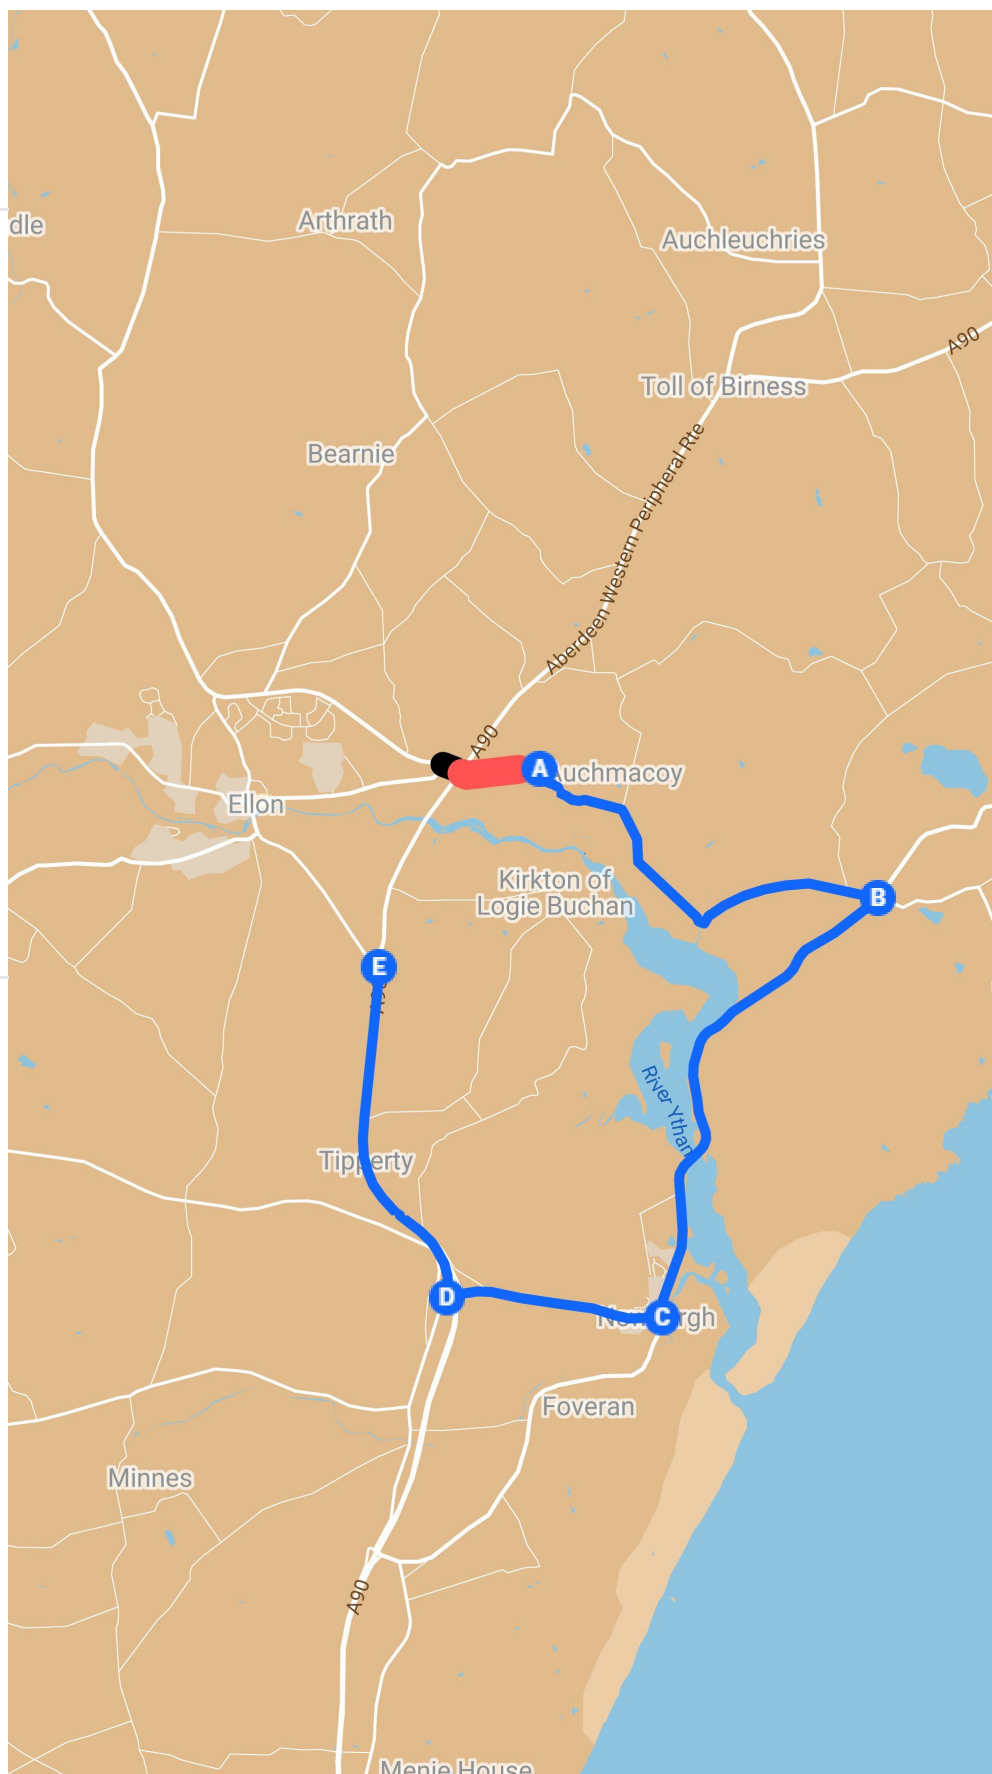 dle
Arthrath
Auchleuchries
A90
Toll of Birness
Bearnie
Aberdeen Western Peripheral Rte
A90
A
uchmacoy
Ellon
Kirkton of
Logie Buchan
B
E
River Ythan
Tipperty
D
C
rgh
Foveran
Minnes
A90
Menie House